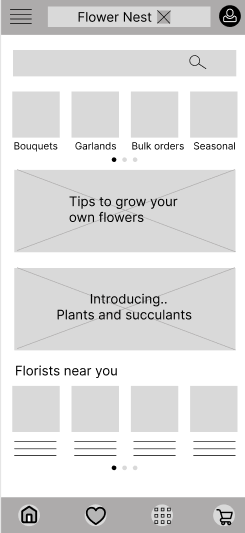 Flower Nest
Bouquets Garlands Bulk orders Seasonal
Tips to grow your
own flowers
Introducing..
Plants and succulants
Florists near you